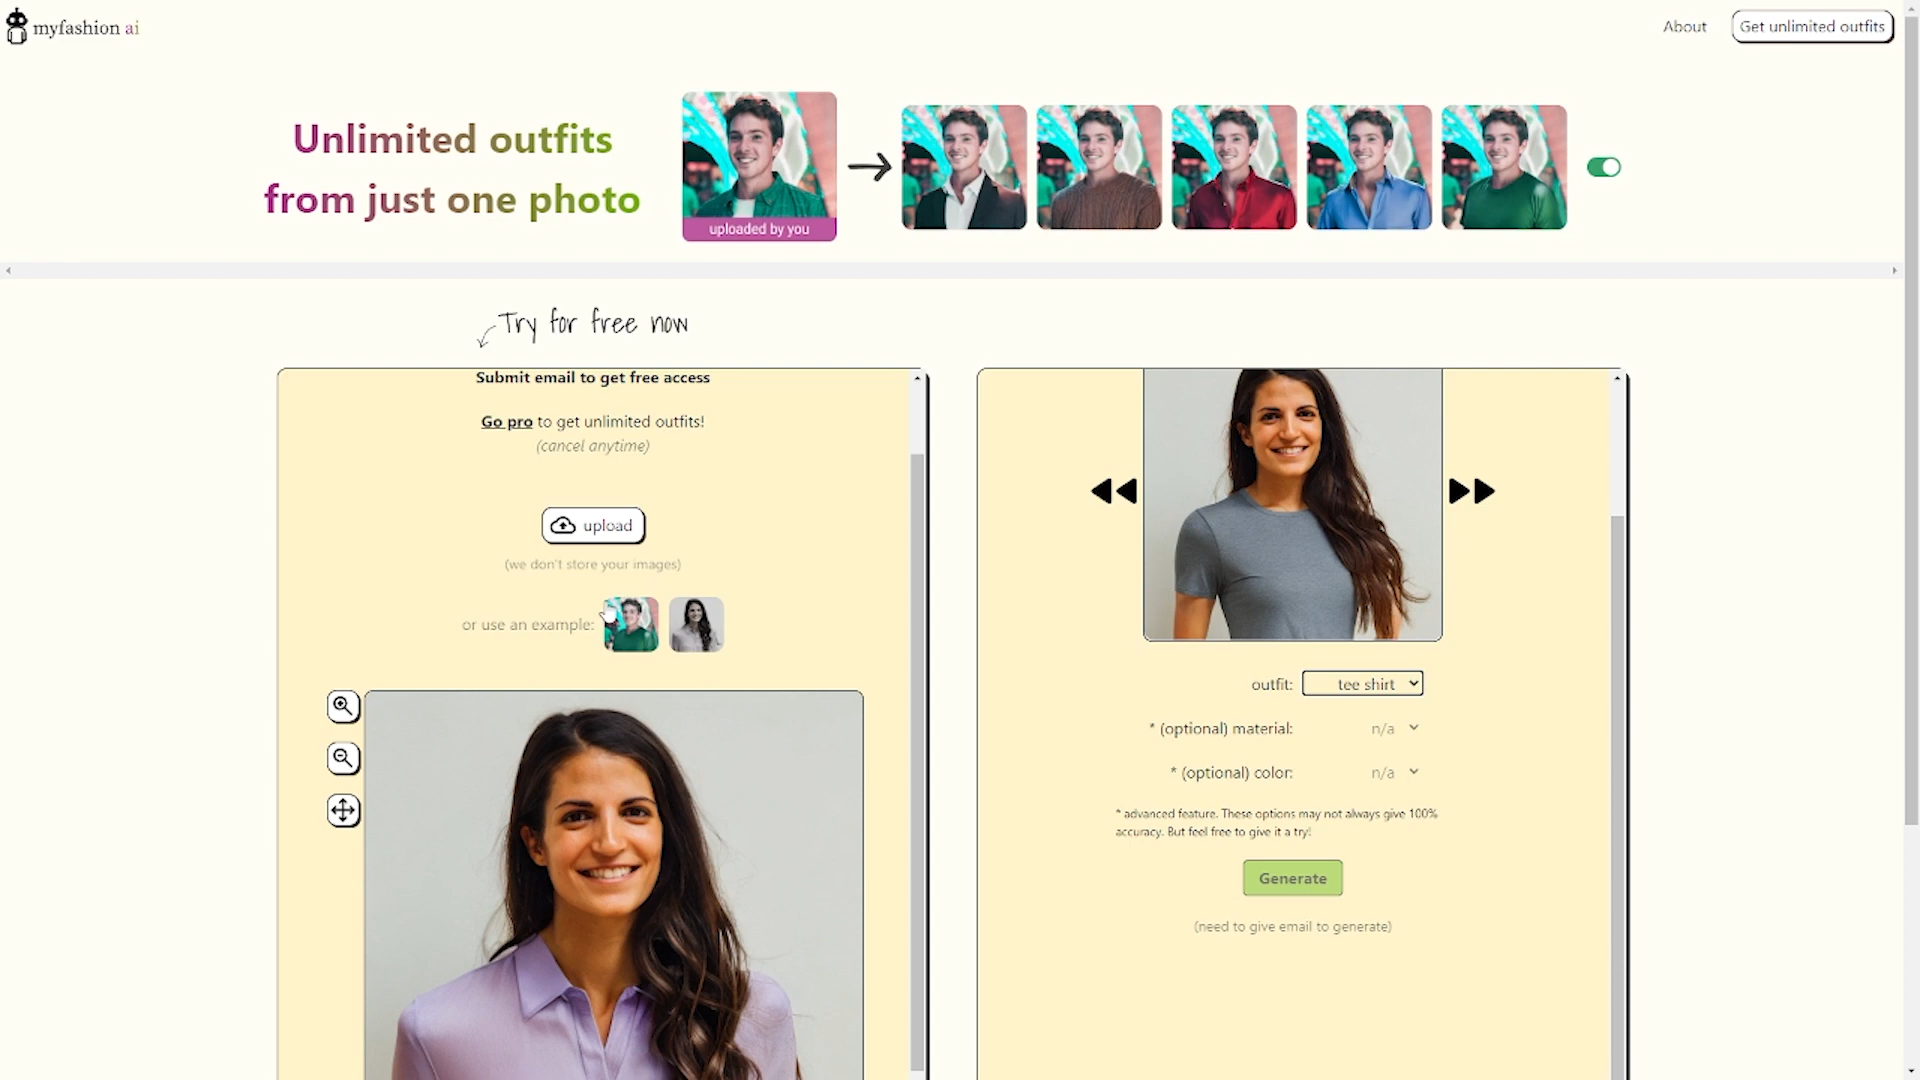 myfashion ai
About
Get unlimited outfits
Unlimited outfits
from just one photo
uploaded by you
Try for free now
Submit email to get free access
Go pro to get unlimited outfits!
(cancel anytime)
upload
(we don't store your images)
or use an example:
outfit: tee shirt
* (optional) material: n/a
* (optional) color: n/a
* advanced feature. These options may not always give 100%
accuracy. But feel free to give it a try!
Generate
(need to give email to generate)